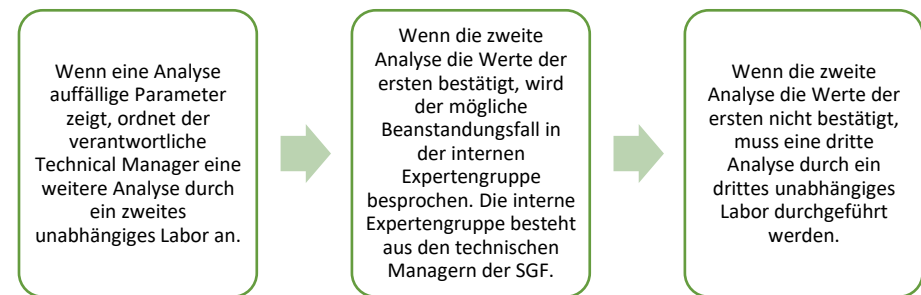 Wenn eine Analyse
auffällige Parameter
zeigt, ordnet der
verantwortliche
Technical Manager eine
weitere Analyse durch
ein zweites
unabhängiges Labor an.
Wenn die zweite
Analyse die Werte der
ersten bestätigt, wird
der mögliche
Beanstandungsfall in
der internen
Expertengruppe
besprochen. Die interne
Expertengruppe besteht
aus den technischen
Managern der SGF.
Wenn die zweite
Analyse die Werte der
ersten nicht bestätigt,
muss eine dritte
Analyse durch ein
drittes unabhängiges
Labor durchgeführt
werden.